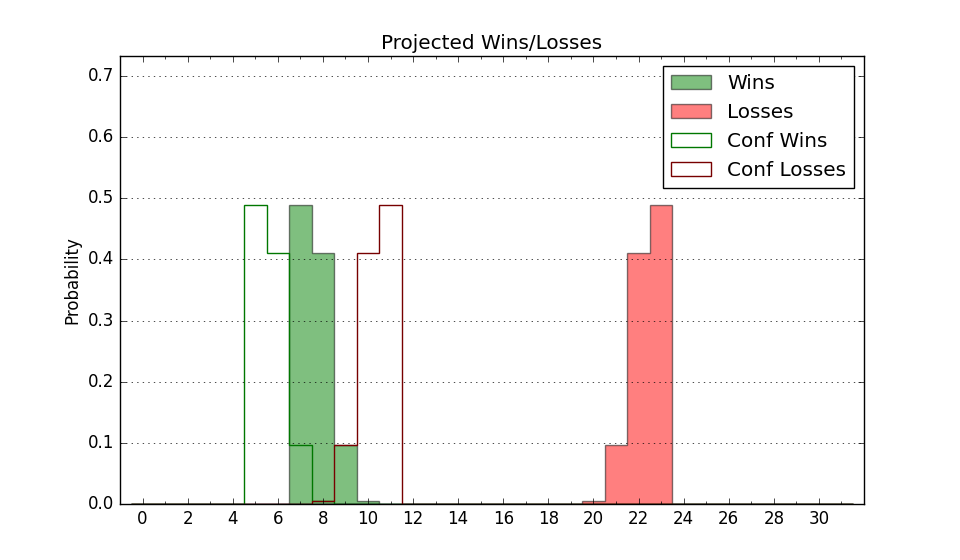 Projected Wins/Losses
0.7
0.6
0.5
0.4
0.3
0.2
0.1
0.0
Probability
Wins
Losses
Conf Wins
Conf Losses
0 2 4 6 8 10 12 14 16 18 20 22 24 26 28 30